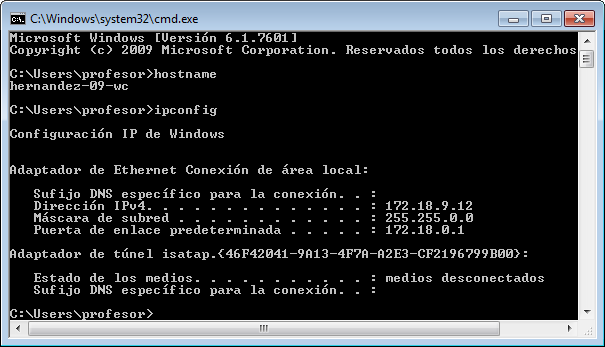 C:\Windows\system32\cmd.exe
Microsoft Windows [Versión 6.1.7601]
Copyright (c) 2009 Microsoft Corporation. Reservados todos los derechos
C:\Users\profesor>hostname
hernandez-09-wc
C:\Users\profesor>ipconfig
Configuración IP de Windows
Adaptador de Ethernet Conexión de área local:
Sufijo DNS específico para la conexión. . :
Dirección IPv4. . . . . . . . . . . . . . : 172.18.9.12
Máscara de subred . . . . . . . . . . . . : 255.255.0.0
Puerta de enlace predeterminada . . . . . : 172.18.0.1
Adaptador de túnel isatap.{46F42041-9A13-4F7A-A2E3-CF2196799B00}:
Estado de los medios. . . . . . . . . . . : medios desconectados
Sufijo DNS específico para la conexión. . :
C:\Users\profesor>